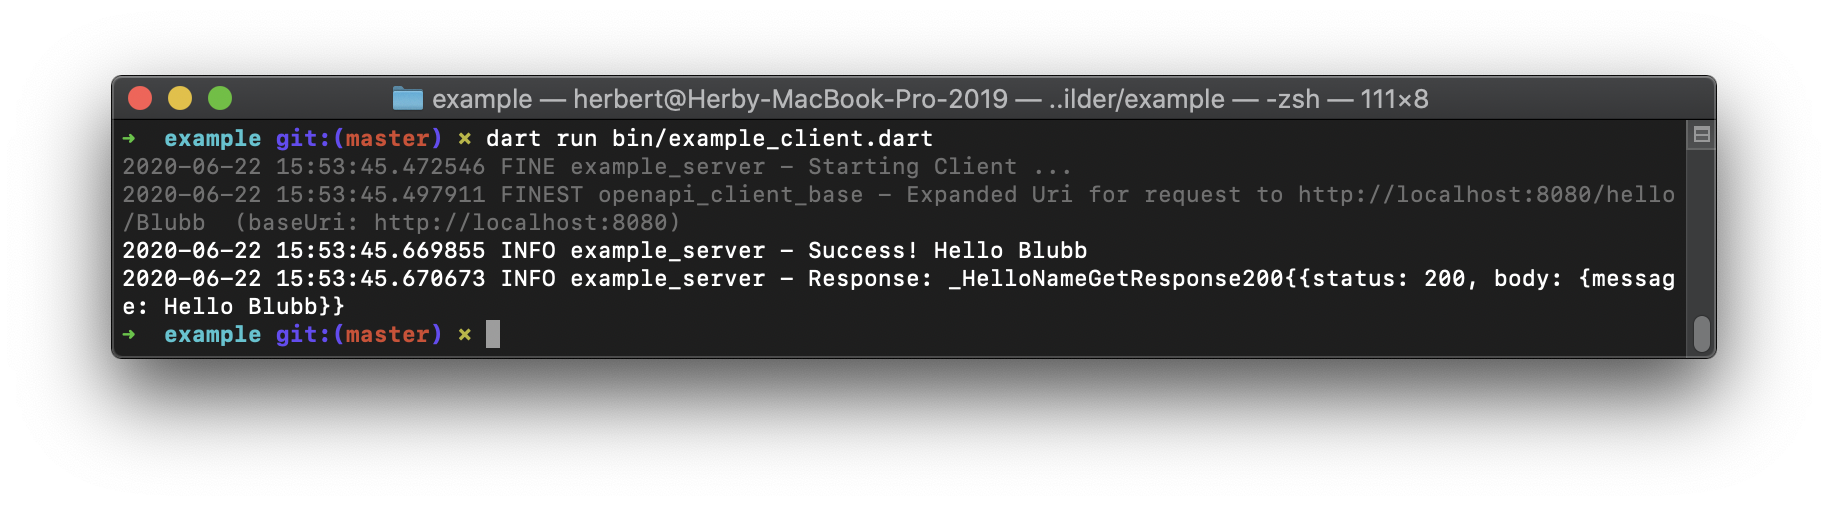 example — herbert@Herby-MacBook-Pro-2019 — ..ilder/example — -zsh — 111×8
➜  example git:(master) ✗ dart run bin/example_client.dart
2020-06-22 15:53:45.472546 FINE example_server - Starting Client ...
2020-06-22 15:53:45.497911 FINEST openapi_client_base - Expanded Uri for request to http://localhost:8080/hello
/Blubb  (baseUri: http://localhost:8080)
2020-06-22 15:53:45.669855 INFO example_server - Success! Hello Blubb
2020-06-22 15:53:45.670673 INFO example_server - Response: _HelloNameGetResponse200{{status: 200, body: {messag
e: Hello Blubb}}
➜  example git:(master) ✗